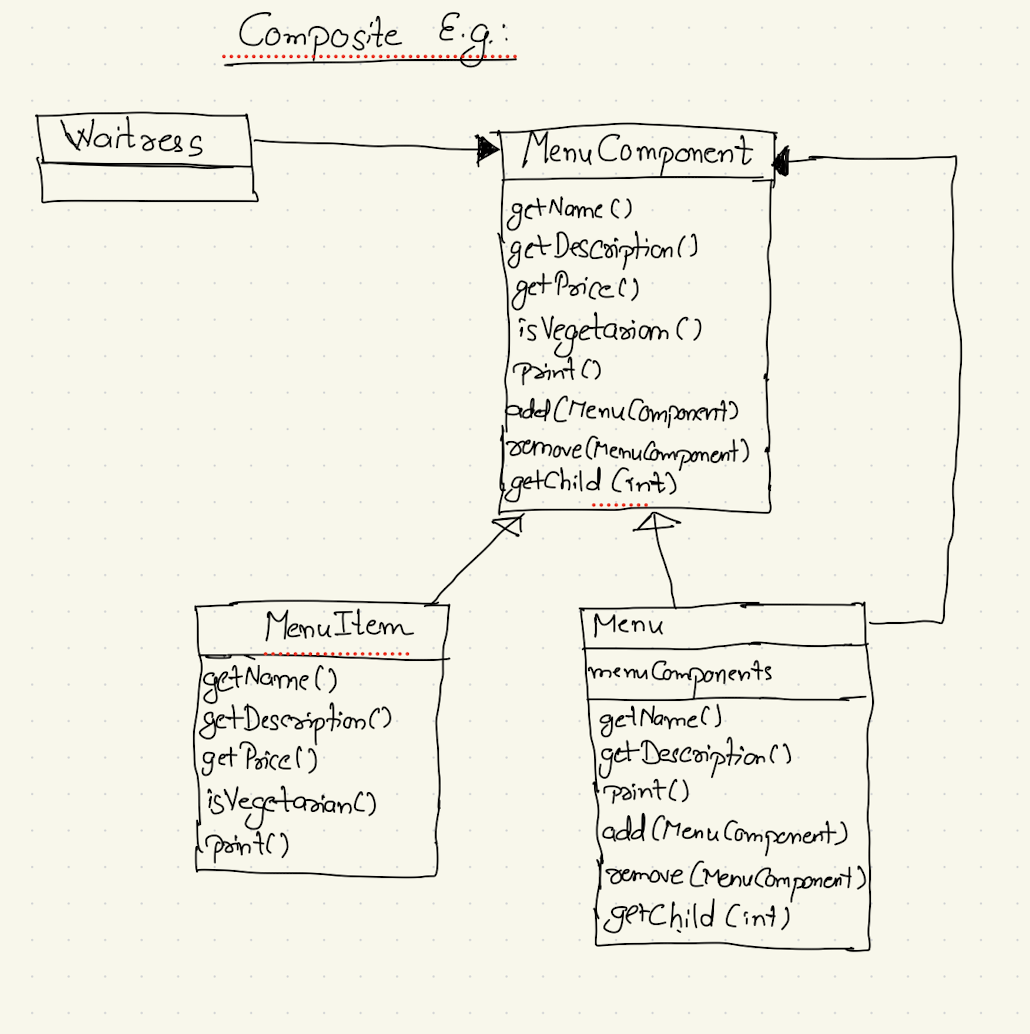 Composite E.g.:
Waitress
MenuComponent
getName()
getDescription()
getPrice()
isVegetarian()
print()
add(MenuComponent)
remove(MenuComponent)
getChild(int)
MenuItem
getName()
getDescription()
getPrice()
isVegetarian()
print()
Menu
menuComponents
getName()
getDescription()
print()
add(MenuComponent)
remove(MenuComponent)
getChild(int)